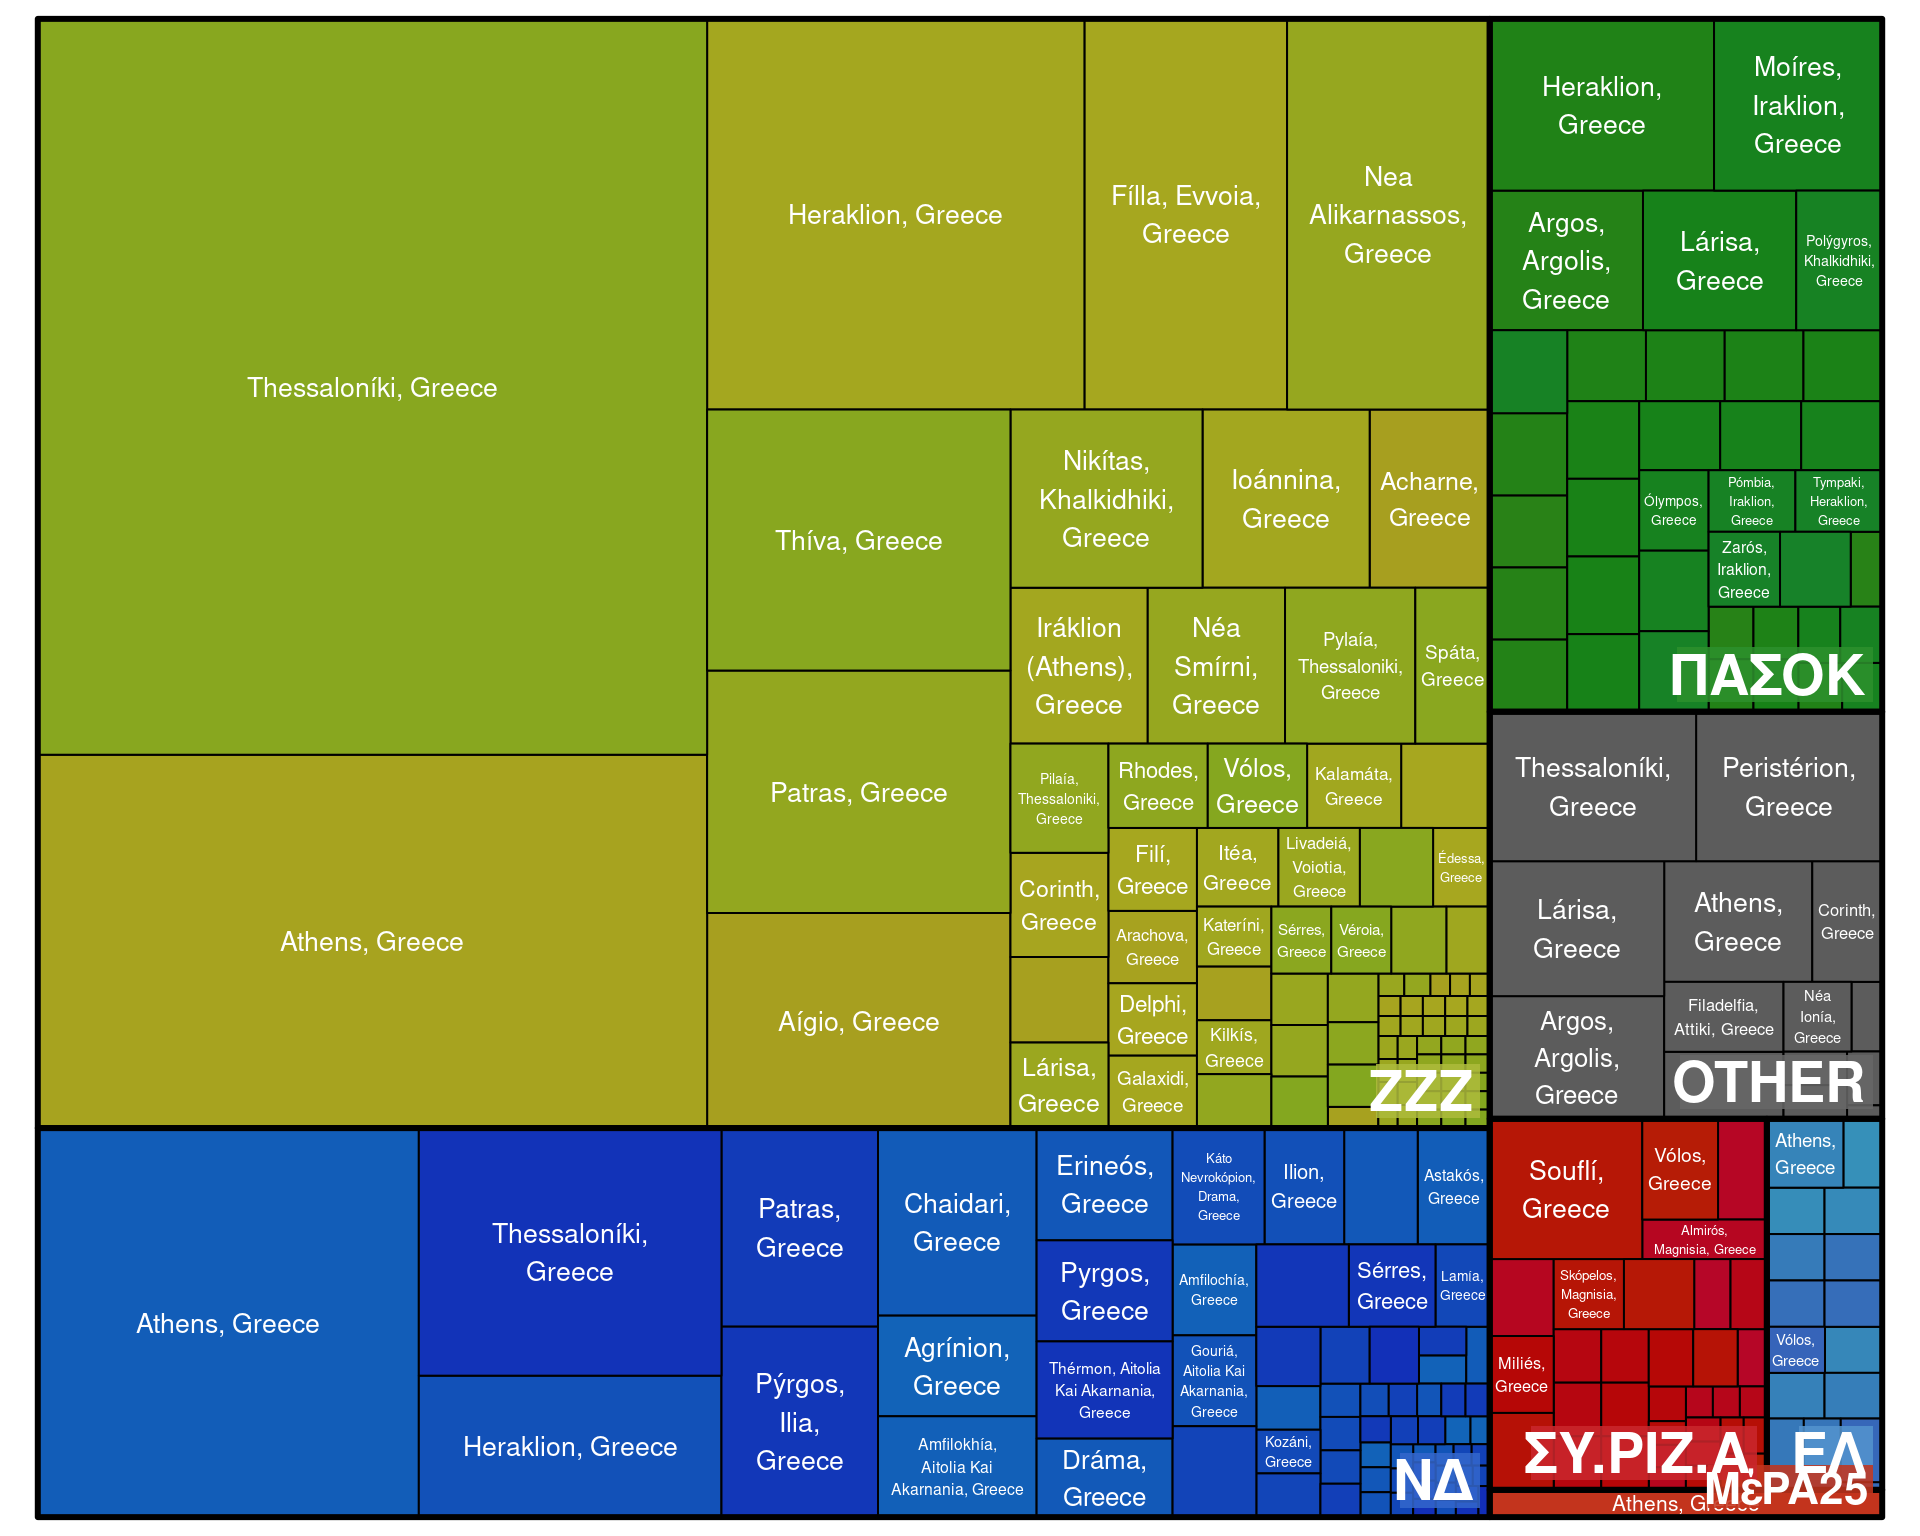 Thessaloníki, Greece
Athens, Greece
Heraklion, Greece
Fílla, Evvoia,
Greece
Nea
Alikarnassos,
Greece
Thíva, Greece
Patras, Greece
Aígio, Greece
Nikítas,
Khalkidhiki,
Greece
Ioánnina,
Greece
Acharne,
Greece
Iráklion
(Athens),
Greece
Néa
Smírni,
Greece
Pylaía,
Thessaloniki,
Greece
Spáta,
Greece
Pilaía,
Thessaloniki,
Greece
Rhodes,
Greece
Vólos,
Greece
Kalamáta,
Greece
Corinth,
Greece
Filí,
Greece
Itéa,
Greece
Livadeiá,
Voiotia,
Greece
Édessa,
Greece
Arachova,
Greece
Kateríni,
Greece
Sérres,
Greece
Véroia,
Greece
Delphi,
Greece
Kilkís,
Greece
Lárisa,
Greece
Galaxidi,
Greece
ZZZ
Heraklion,
Greece
Moíres,
Iraklion,
Greece
Argos,
Argolis,
Greece
Lárisa,
Greece
Polýgyros,
Khalkidhiki,
Greece
Ólympos,
Greece
Pómbia,
Iraklion,
Greece
Tympaki,
Heraklion,
Greece
Zarós,
Iraklion,
Greece
ΠΑΣΟΚ
Thessaloníki,
Greece
Peristérion,
Greece
Lárisa,
Greece
Athens,
Greece
Corinth,
Greece
Argos,
Argolis,
Greece
Filadelfia,
Attiki, Greece
Néa
Ionía,
Greece
OTHER
Athens, Greece
Thessaloníki,
Greece
Heraklion, Greece
Patras,
Greece
Pýrgos,
Ilia,
Greece
Chaidari,
Greece
Agrínion,
Greece
Amfilokhía,
Aitolia Kai
Akarnania, Greece
Erineós,
Greece
Pyrgos,
Greece
Thérmon, Aitolia
Kai Akarnania,
Greece
Dráma,
Greece
Káto
Nevrokópion,
Drama,
Greece
Ilion,
Greece
Astakós,
Greece
Amfilochía,
Greece
Sérres,
Greece
Lamía,
Greece
Gouriá,
Aitolia Kai
Akarnania,
Greece
Kozáni,
Greece
ΝΔ
Souflí,
Greece
Vólos,
Greece
Almirós,
Magnisia, Greece
Skópelos,
Magnisia,
Greece
Miliés,
Greece
ΣΥ.ΡΙΖ.Α.
Athens,
Greece
Vólos,
Greece
ΕΛ
Athens, Greece
ΜέΡΑ25